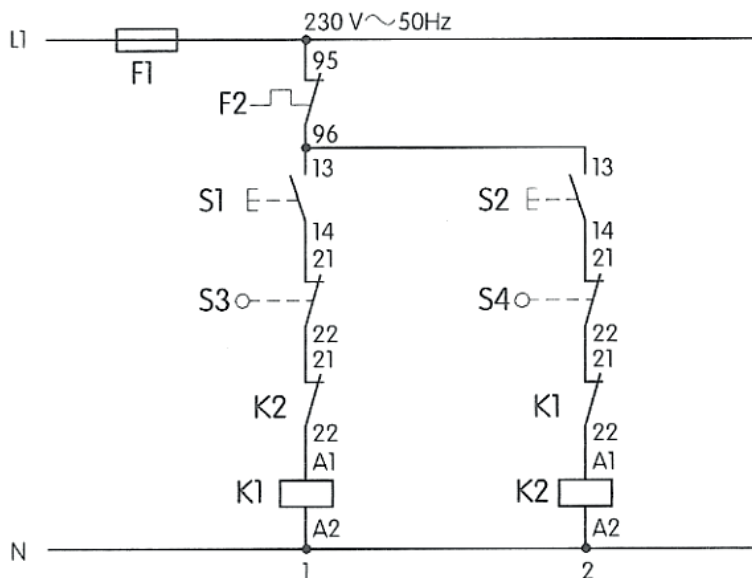 230 V~50Hz
L1
F1
95
F2
96
13 13
S1 E S2 E
14 14
21 21
S3 S4
22 22
21 21
K2 K1
22 22
A1 A1
K1 K2
A2 A2
N
1 2